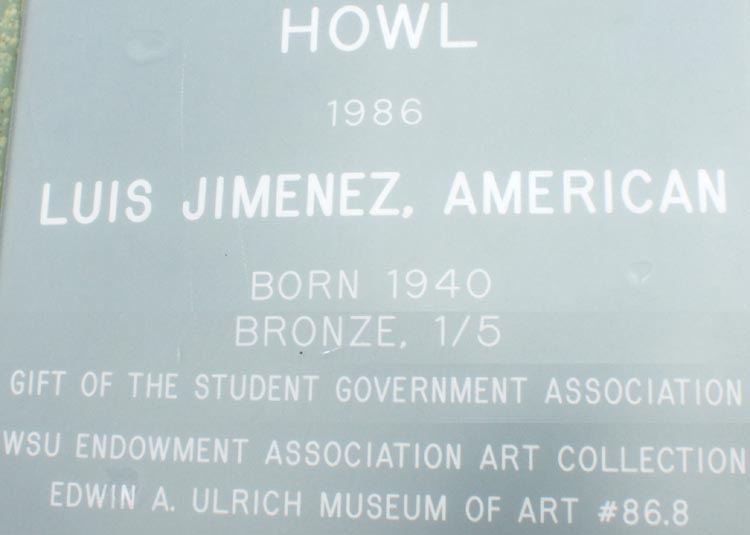 HOWL
1986
LUIS JIMENEZ, AMERICAN
BORN 1940
BRONZE, 1/5
GIFT OF THE STUDENT GOVERNMENT ASSOCIATION
WSU ENDOWMENT ASSOCIATION ART COLLECTION
EDWIN A. ULRICH MUSEUM OF ART #86.8